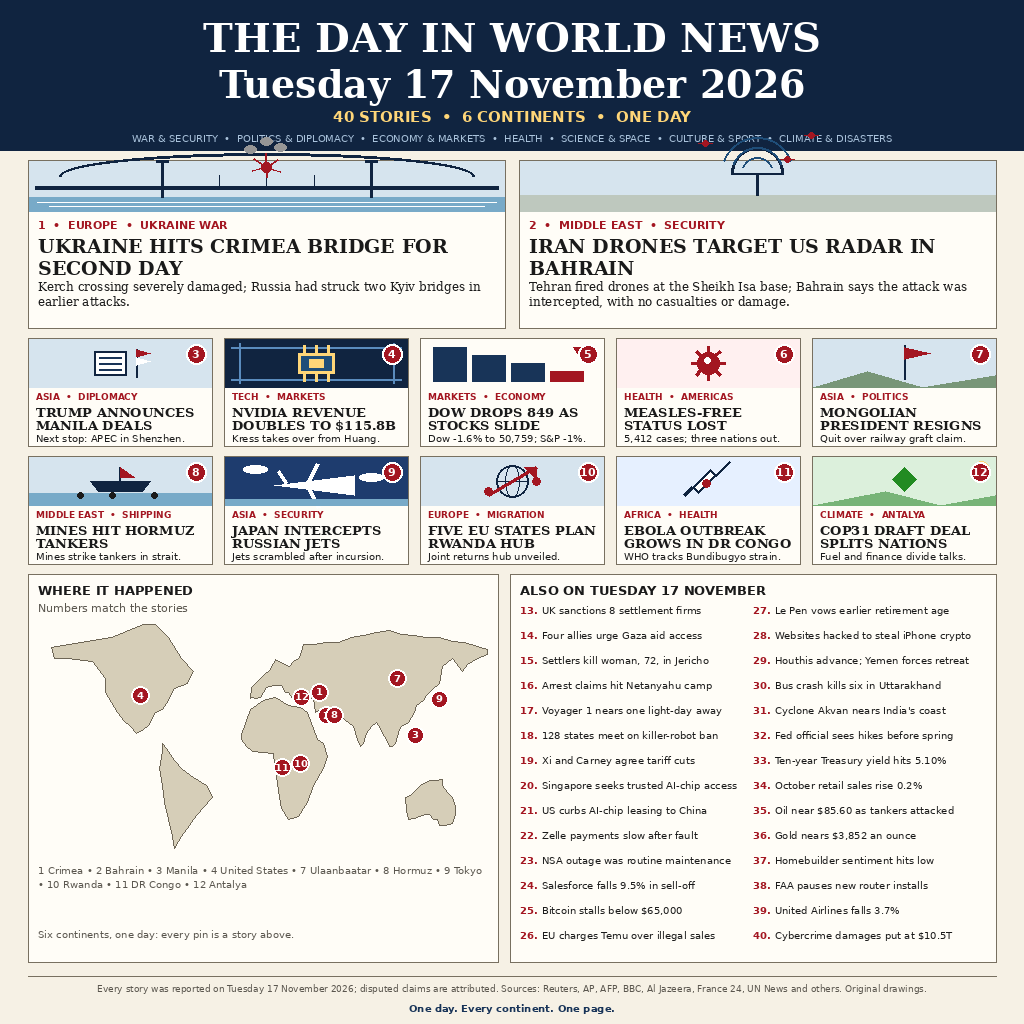 THE DAY IN WORLD NEWS
Tuesday 17 November 2026
40 STORIES • 6 CONTINENTS • ONE DAY
WAR & SECURITY • POLITICS & DIPLOMACY • ECONOMY & MARKETS • HEALTH • SCIENCE & SPACE • CULTURE & SPORT • CLIMATE & DISASTERS
1 • EUROPE • UKRAINE WAR
UKRAINE HITS CRIMEA BRIDGE FOR
SECOND DAY
Kerch crossing severely damaged; Russia had struck two Kyiv bridges in
earlier attacks.
2 • MIDDLE EAST • SECURITY
IRAN DRONES TARGET US RADAR IN
BAHRAIN
Tehran fired drones at the Sheikh Isa base; Bahrain says the attack was
intercepted, with no casualties or damage.
3
ASIA • DIPLOMACY
TRUMP ANNOUNCES
MANILA DEALS
Next stop: APEC in Shenzhen.
4
TECH • MARKETS
NVIDIA REVENUE
DOUBLES TO $115.8B
Kress takes over from Huang.
5
MARKETS • ECONOMY
DOW DROPS 849 AS
STOCKS SLIDE
Dow -1.6% to 50,759; S&P -1%.
6
HEALTH • AMERICAS
MEASLES-FREE
STATUS LOST
5,412 cases; three nations out.
7
ASIA • POLITICS
MONGOLIAN
PRESIDENT RESIGNS
Quit over railway graft claim.
8
MIDDLE EAST • SHIPPING
MINES HIT HORMUZ
TANKERS
Mines strike tankers in strait.
9
ASIA • SECURITY
JAPAN INTERCEPTS
RUSSIAN JETS
Jets scrambled after incursion.
10
EUROPE • MIGRATION
FIVE EU STATES PLAN
RWANDA HUB
Joint returns hub unveiled.
11
AFRICA • HEALTH
EBOLA OUTBREAK
GROWS IN DR CONGO
WHO tracks Bundibugyo strain.
12
CLIMATE • ANTALYA
COP31 DRAFT DEAL
SPLITS NATIONS
Fuel and finance divide talks.
WHERE IT HAPPENED
Numbers match the stories
4
12
1
7
9
8
3
11
10
1 Crimea • 2 Bahrain • 3 Manila • 4 United States • 7 Ulaanbaatar • 8 Hormuz • 9 Tokyo
• 10 Rwanda • 11 DR Congo • 12 Antalya
Six continents, one day: every pin is a story above.
ALSO ON TUESDAY 17 NOVEMBER
13. UK sanctions 8 settlement firms
14. Four allies urge Gaza aid access
15. Settlers kill woman, 72, in Jericho
16. Arrest claims hit Netanyahu camp
17. Voyager 1 nears one light-day away
18. 128 states meet on killer-robot ban
19. Xi and Carney agree tariff cuts
20. Singapore seeks trusted AI-chip access
21. US curbs AI-chip leasing to China
22. Zelle payments slow after fault
23. NSA outage was routine maintenance
24. Salesforce falls 9.5% in sell-off
25. Bitcoin stalls below $65,000
26. EU charges Temu over illegal sales
27. Le Pen vows earlier retirement age
28. Websites hacked to steal iPhone crypto
29. Houthis advance; Yemen forces retreat
30. Bus crash kills six in Uttarakhand
31. Cyclone Akvan nears India's coast
32. Fed official sees hikes before spring
33. Ten-year Treasury yield hits 5.10%
34. October retail sales rise 0.2%
35. Oil near $85.60 as tankers attacked
36. Gold nears $3,852 an ounce
37. Homebuilder sentiment hits low
38. FAA pauses new router installs
39. United Airlines falls 3.7%
40. Cybercrime damages put at $10.5T
Every story was reported on Tuesday 17 November 2026; disputed claims are attributed. Sources: Reuters, AP, AFP, BBC, Al Jazeera, France 24, UN News and others. Original drawings.
One day. Every continent. One page.